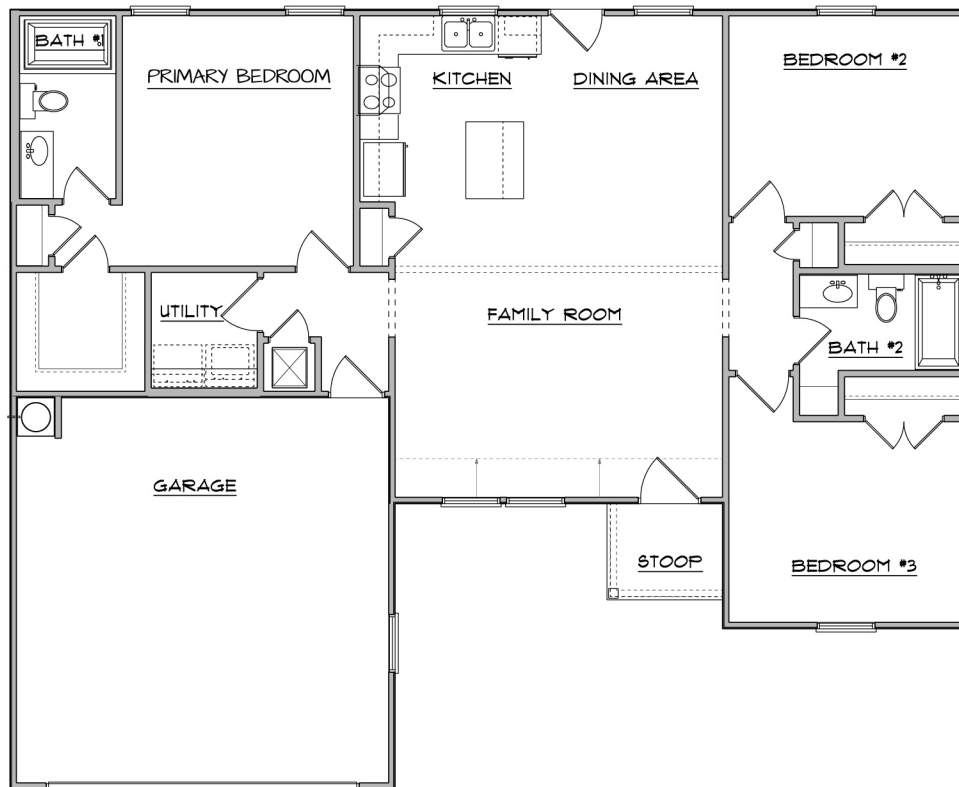 BATH #1
PRIMARY BEDROOM
KITCHEN
DINING AREA
BEDROOM #2
UTILITY
FAMILY ROOM
BATH #2
GARAGE
STOOP
BEDROOM #3